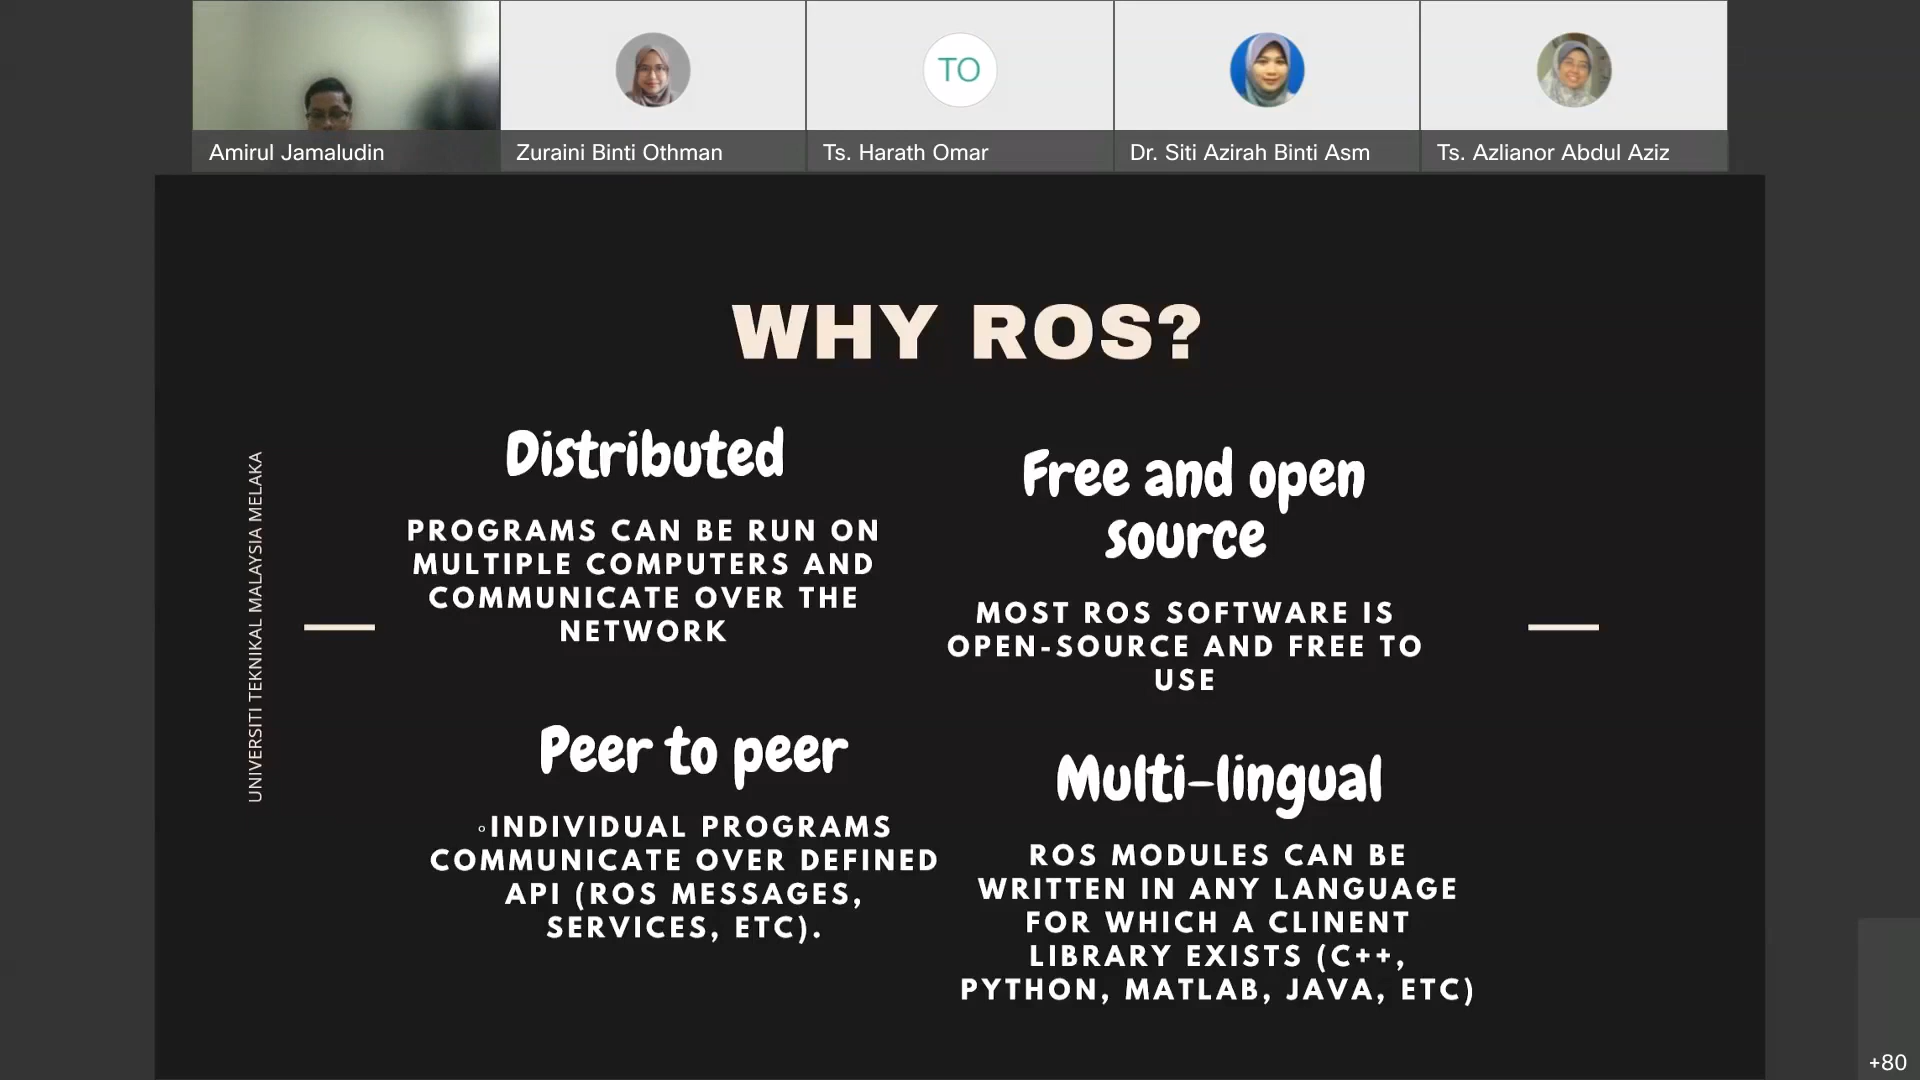 Amirul Jamaludin
Zuraini Binti Othman
TO
Ts. Harath Omar
Dr. Siti Azirah Binti Asm
Ts. Azlianor Abdul Aziz
WHY ROS?
UNIVERSITI TEKNIKAL MALAYSIA MELAKA
Distributed
PROGRAMS CAN BE RUN ON
MULTIPLE COMPUTERS AND
COMMUNICATE OVER THE
NETWORK
Free and open
source
MOST ROS SOFTWARE IS
OPEN-SOURCE AND FREE TO
USE
Peer to peer
◦INDIVIDUAL PROGRAMS
COMMUNICATE OVER DEFINED
API (ROS MESSAGES,
SERVICES, ETC).
Multi-lingual
ROS MODULES CAN BE
WRITTEN IN ANY LANGUAGE
FOR WHICH A CLINENT
LIBRARY EXISTS (C++,
PYTHON, MATLAB, JAVA, ETC)
+80